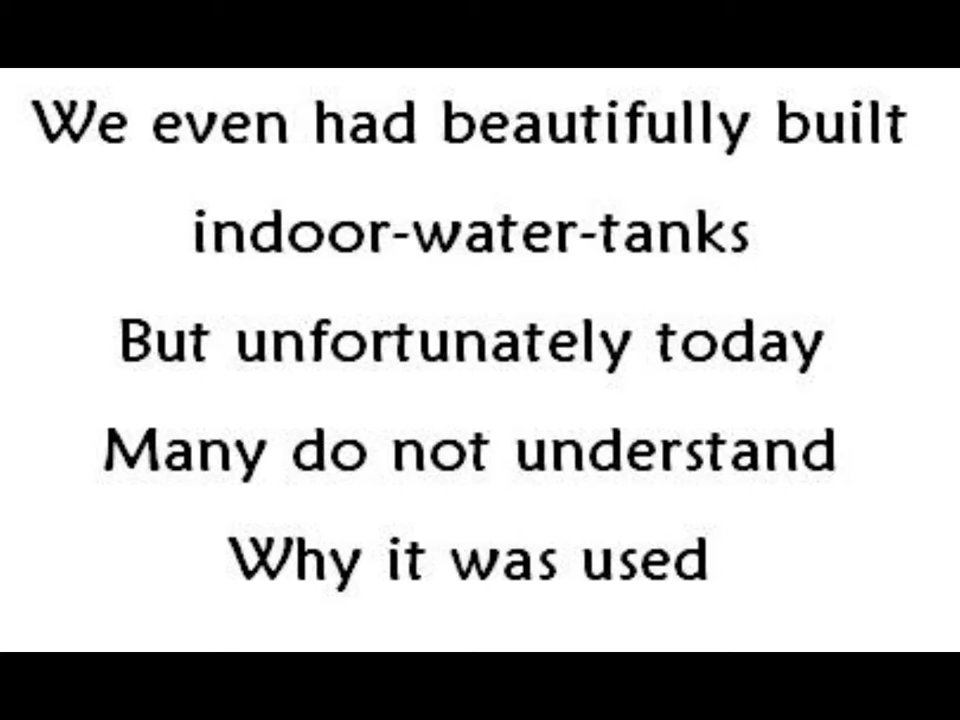 We even had beautifully built
indoor-water-tanks
But unfortunately today
Many do not understand
Why it was used